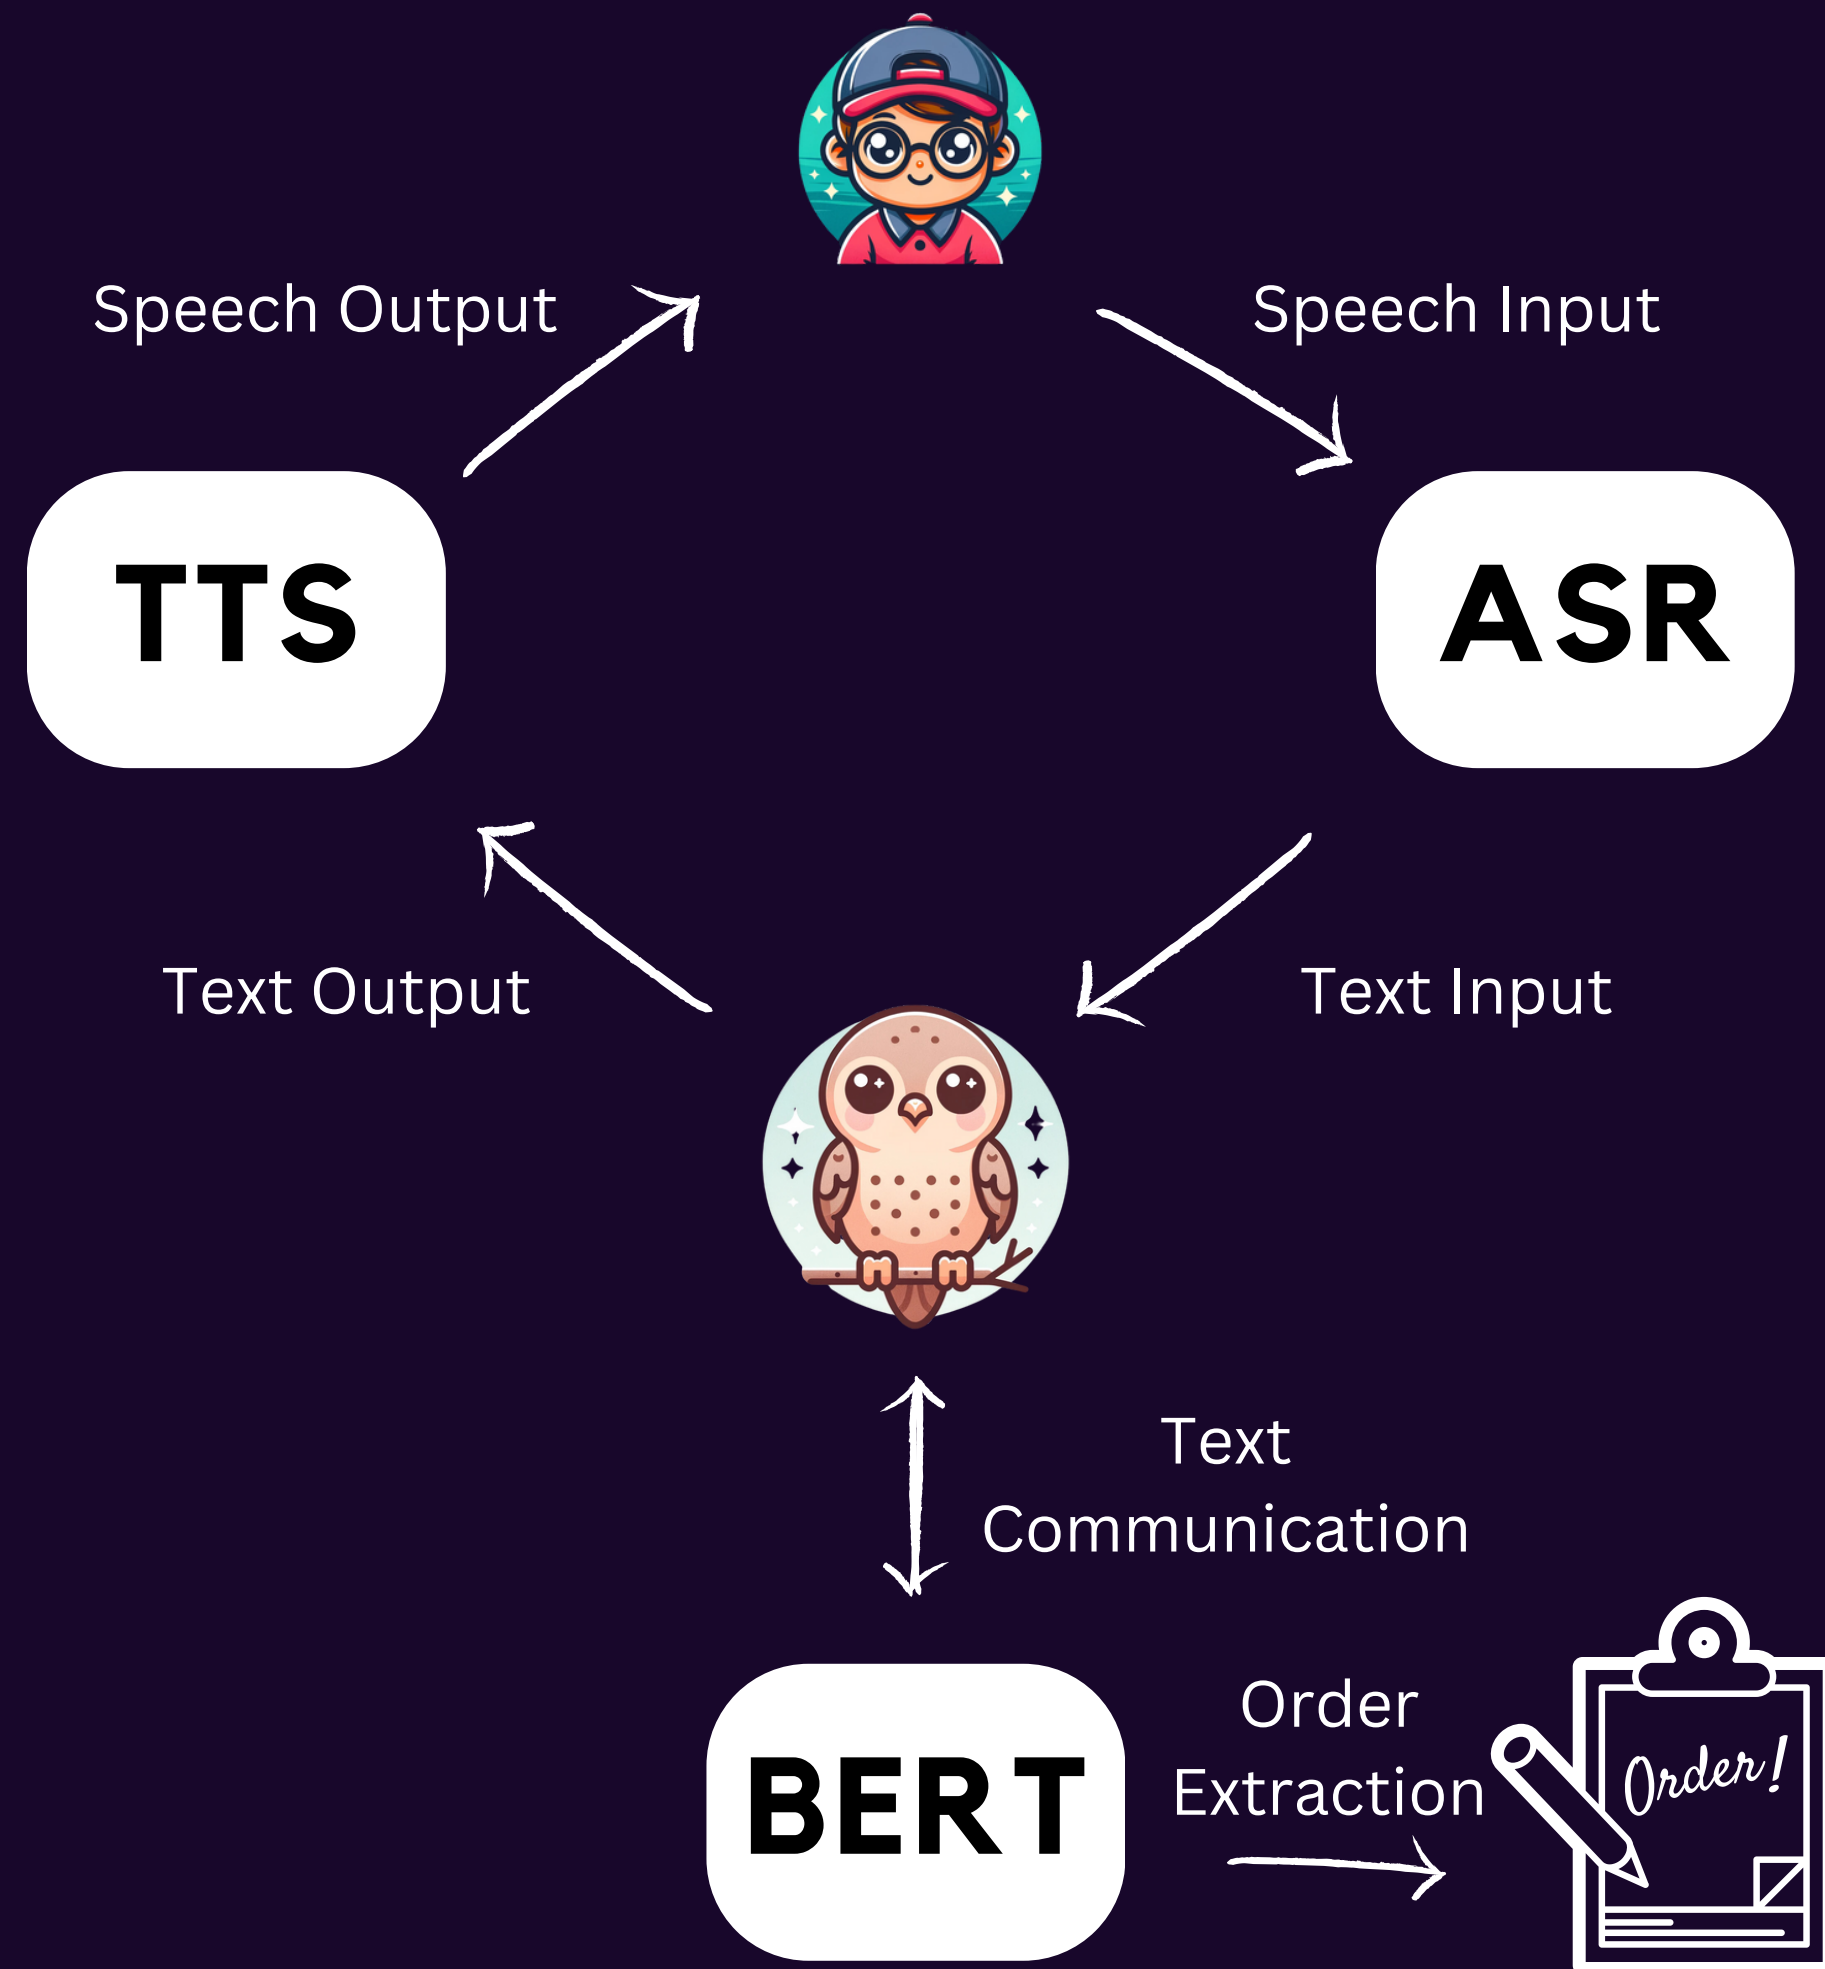 Speech Output
Speech Input
TTS
ASR
Text Output
Text Input
Text
Communication
BERT
Order
Extraction
Order!